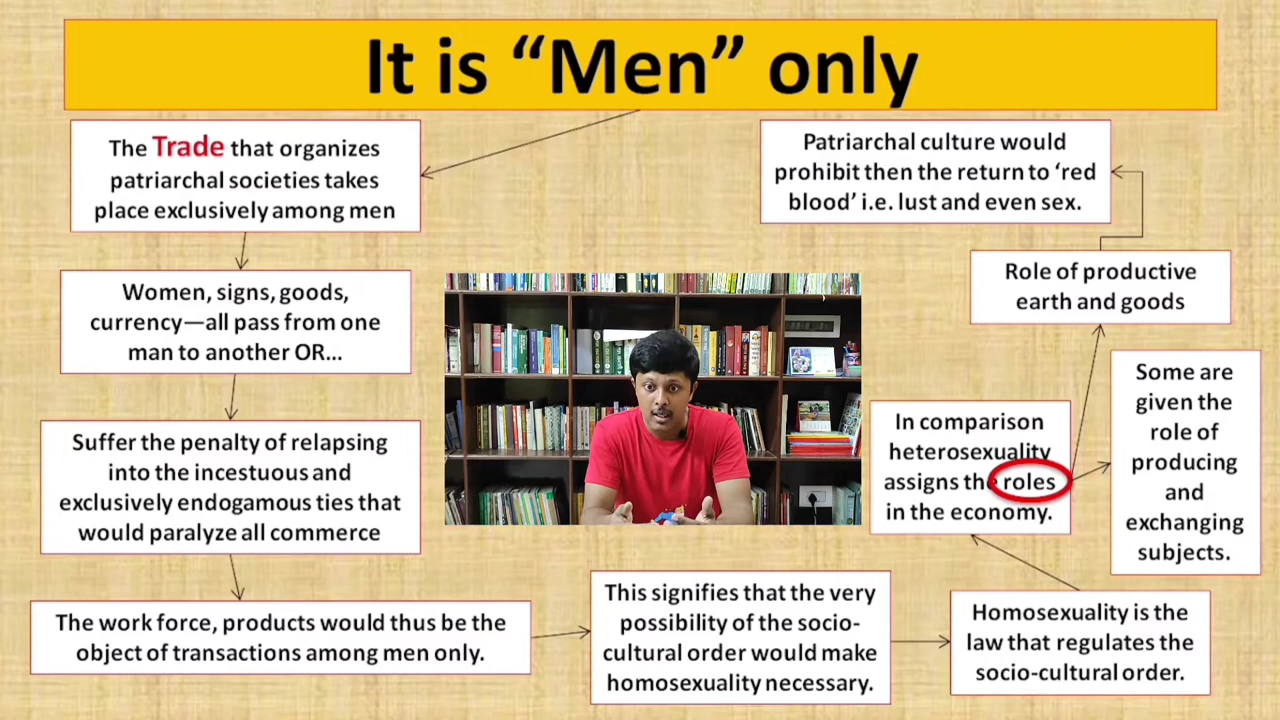 It is “Men” only
The Trade that organizes
patriarchal societies takes
place exclusively among men
Women, signs, goods,
currency—all pass from one
man to another OR...
Suffer the penalty of relapsing
into the incestuous and
exclusively endogamous ties that
would paralyze all commerce
The work force, products would thus be the
object of transactions among men only.
This signifies that the very
possibility of the socio-
cultural order would make
homosexuality necessary.
Homosexuality is the
law that regulates the
socio-cultural order.
In comparison
heterosexuality
assigns the roles
in the economy.
Some are
given the
role of
producing
and
exchanging
subjects.
Role of productive
earth and goods
Patriarchal culture would
prohibit then the return to ‘red
blood’ i.e. lust and even sex.